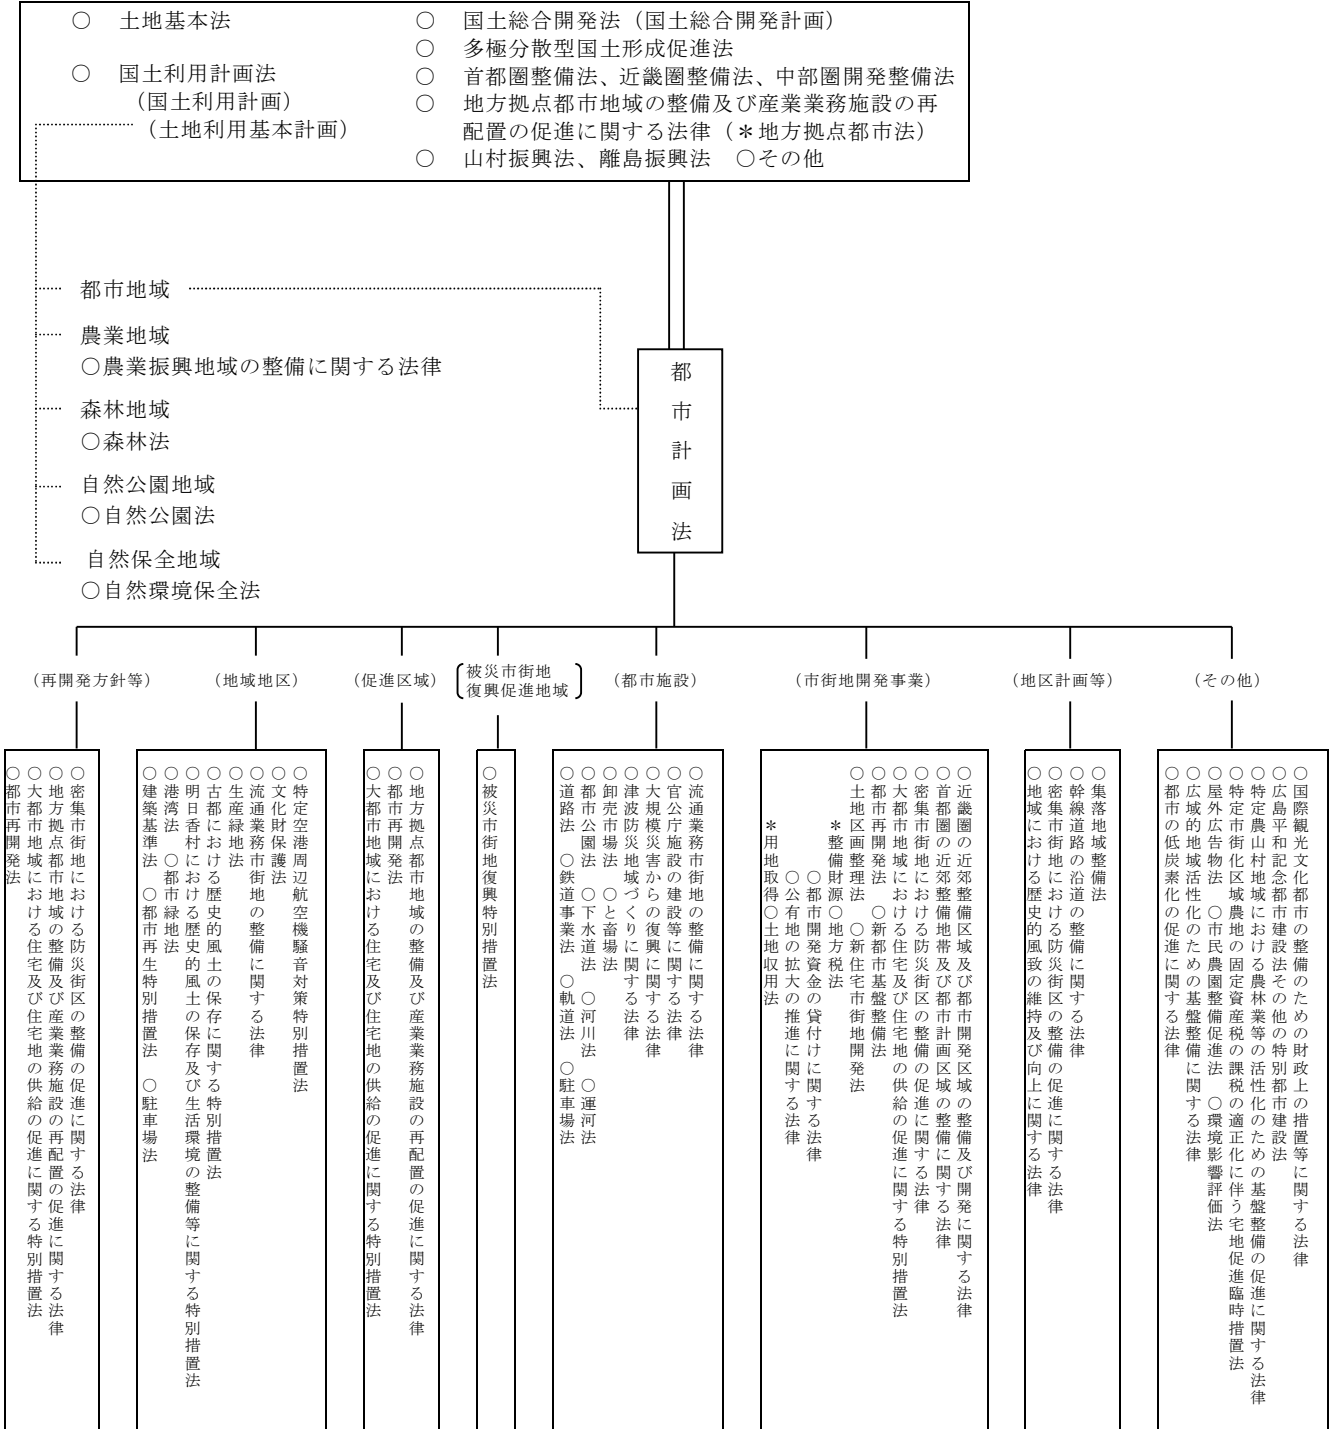 ○ 土地基本法
○ 国土利用計画法
（国土利用計画）
（土地利用基本計画）
○ 国土総合開発法（国土総合開発計画）
○ 多極分散型国土形成促進法
○ 首都圏整備法、近畿圏整備法、中部圏開発整備法
○ 地方拠点都市地域の整備及び産業業務施設の再
配置の促進に関する法律（＊地方拠点都市法）
○ 山村振興法、離島振興法 ○その他
都市地域
農業地域
○農業振興地域の整備に関する法律
森林地域
○森林法
自然公園地域
○自然公園法
自然保全地域
○自然環境保全法
都市計画法
（再開発方針等）
○密集市街地における防災街区の整備の促進に関する法律
○地方拠点都市地域の整備及び産業業務施設の再配置の促進に関する法律
○大都市地域における住宅及び住宅地の供給の促進に関する特別措置法
○都市再開発法
（地域地区）
○特定空港周辺航空機騒音対策特別措置法
○文化財保護法
○流通業務市街地の整備に関する法律
○生産緑地法
○古都における歴史的風土の保存に関する特別措置法
○明日香村における歴史的風土の保存及び生活環境の整備等に関する特別措置法
○港湾法 ○都市緑地法
○建築基準法 ○都市再生特別措置法 ○駐車場法
（促進区域）
○地方拠点都市地域の整備及び産業業務施設の再配置の促進に関する法律
○都市再開発法
○大都市地域における住宅及び住宅地の供給の促進に関する特別措置法
被災市街地
復興促進地域
○被災市街地復興特別措置法
（都市施設）
○流通業務市街地の整備に関する法律
○官公庁施設の建設等に関する法律
○大規模災害からの復興に関する法律
○津波防災地域づくりに関する法律
○卸売市場法 ○と畜場法
○都市公園法 ○下水道法 ○河川法 ○運河法
○道路法 ○鉄道事業法 ○軌道法 ○駐車場法
（市街地開発事業）
○近畿圏の近郊整備区域及び都市開発区域の整備及び開発に関する法律
○首都圏の近郊整備地帯及び都市計画区域の整備に関する法律
○密集市街地における防災街区の整備の促進に関する法律
○大都市地域における住宅及び住宅地の供給の促進に関する特別措置法
○都市再開発法 ○新都市基盤整備法
○土地区画整理法 ○新住宅市街地開発法
＊整備財源○地方税法
○都市開発資金の貸付けに関する法律
○公有地の拡大の推進に関する法律
＊用地取得○土地収用法
（地区計画等）
○集落地域整備法
○幹線道路の沿道の整備に関する法律
○密集市街地における防災街区の整備の促進に関する法律
○地域における歴史的風致の維持及び向上に関する法律
（その他）
○国際観光文化都市の整備のための財政上の措置等に関する法律
○広島平和記念都市建設法その他の特別都市建設法
○特定農山村地域における農林業等の活性化のための基盤整備の促進に関する法律
○特定市街化区域農地の固定資産税の課税の適正化に伴う宅地促進臨時措置法
○屋外広告物法 ○市民農園整備促進法 ○環境影響評価法
○広域的地域活性化のための基盤整備に関する法律
○都市の低炭素化の促進に関する法律